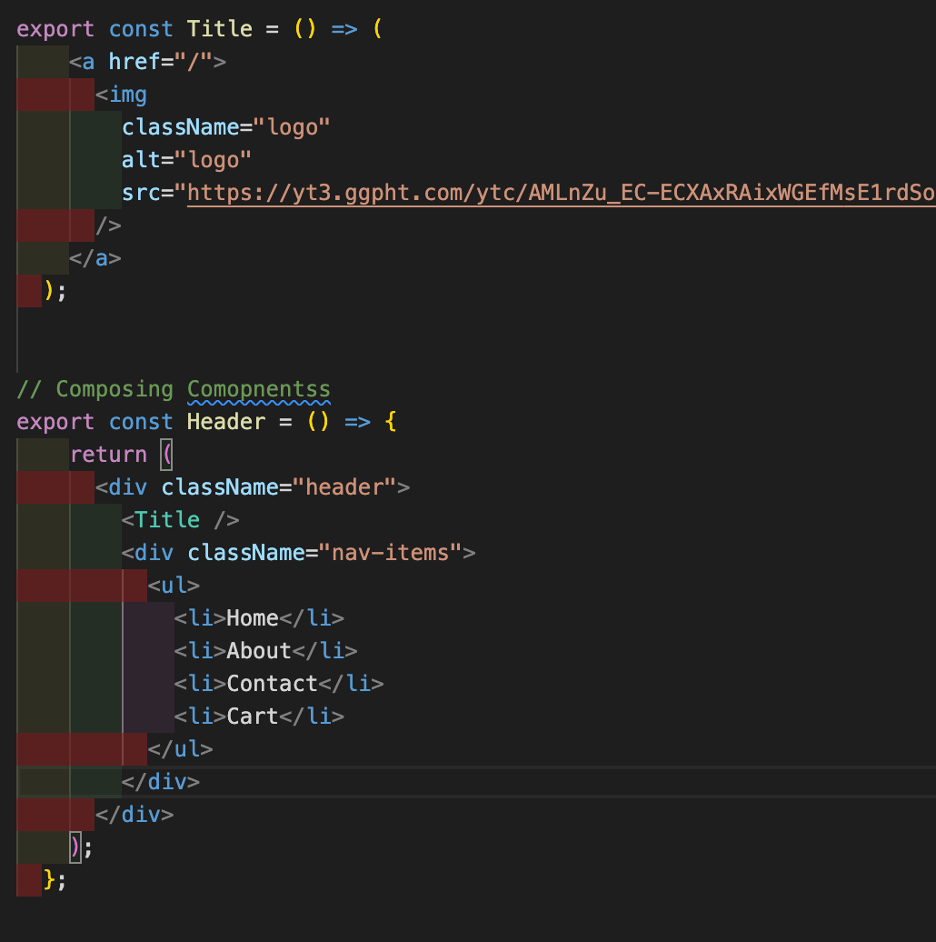 export const Title = () => (
    <a href="/">
      <img
        className="logo"
        alt="logo"
        src="https://yt3.ggpht.com/ytc/AMLnZu_EC-ECXAxRAixWGEfMsE1rdSo
      />
    </a>
  );
// Composing Comopnentss
export const Header = () => {
    return (
      <div className="header">
        <Title />
        <div className="nav-items">
          <ul>
            <li>Home</li>
            <li>About</li>
            <li>Contact</li>
            <li>Cart</li>
          </ul>
        </div>
      </div>
    );
  };